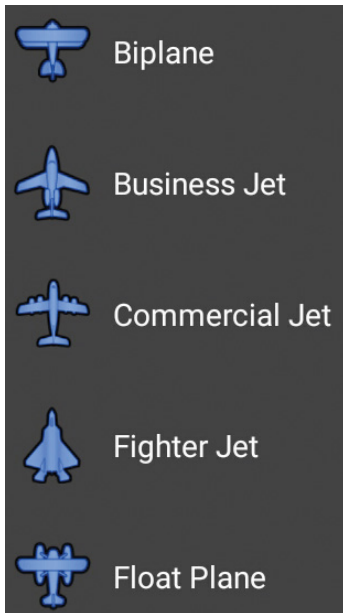 Biplane
Business Jet
Commercial Jet
Fighter Jet
Float Plane